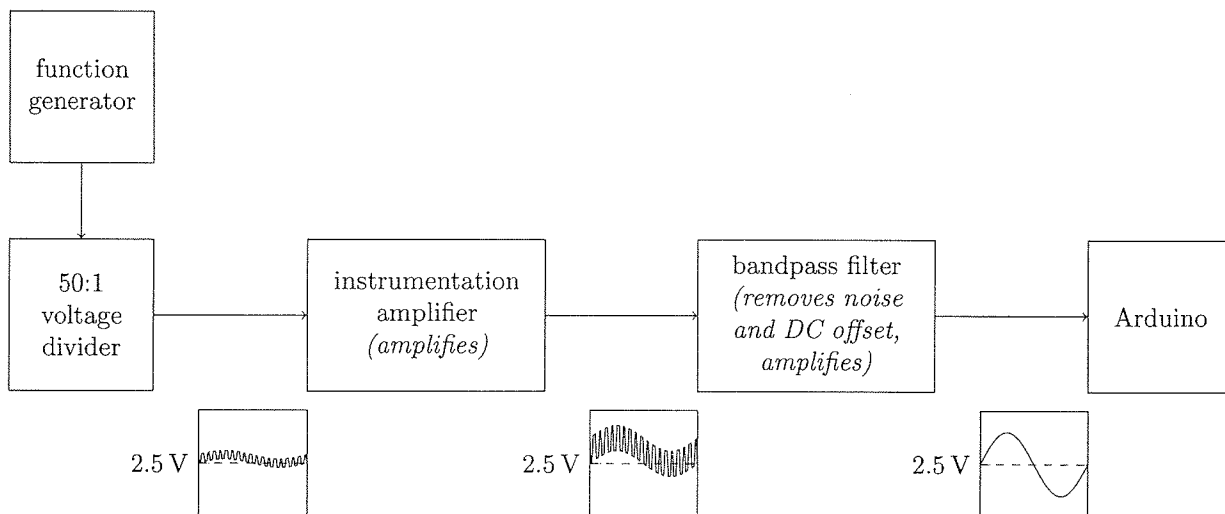 function
generator
50:1
voltage
divider
instrumentation
amplifier
(amplifies)
bandpass filter
(removes noise
and DC offset,
amplifies)
Arduino
2.5 V
2.5 V
2.5 V